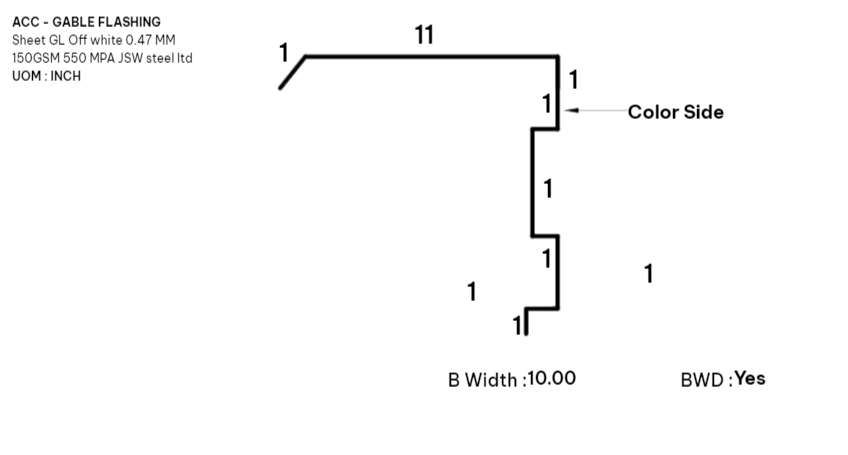 ACC - GABLE FLASHING
Sheet GL Off white 0.47 MM
150GSM 550 MPA JSW steel ltd
UOM : INCH
11
1
1
1
Color Side
1
1
1
1
1
B Width :10.00
BWD : Yes